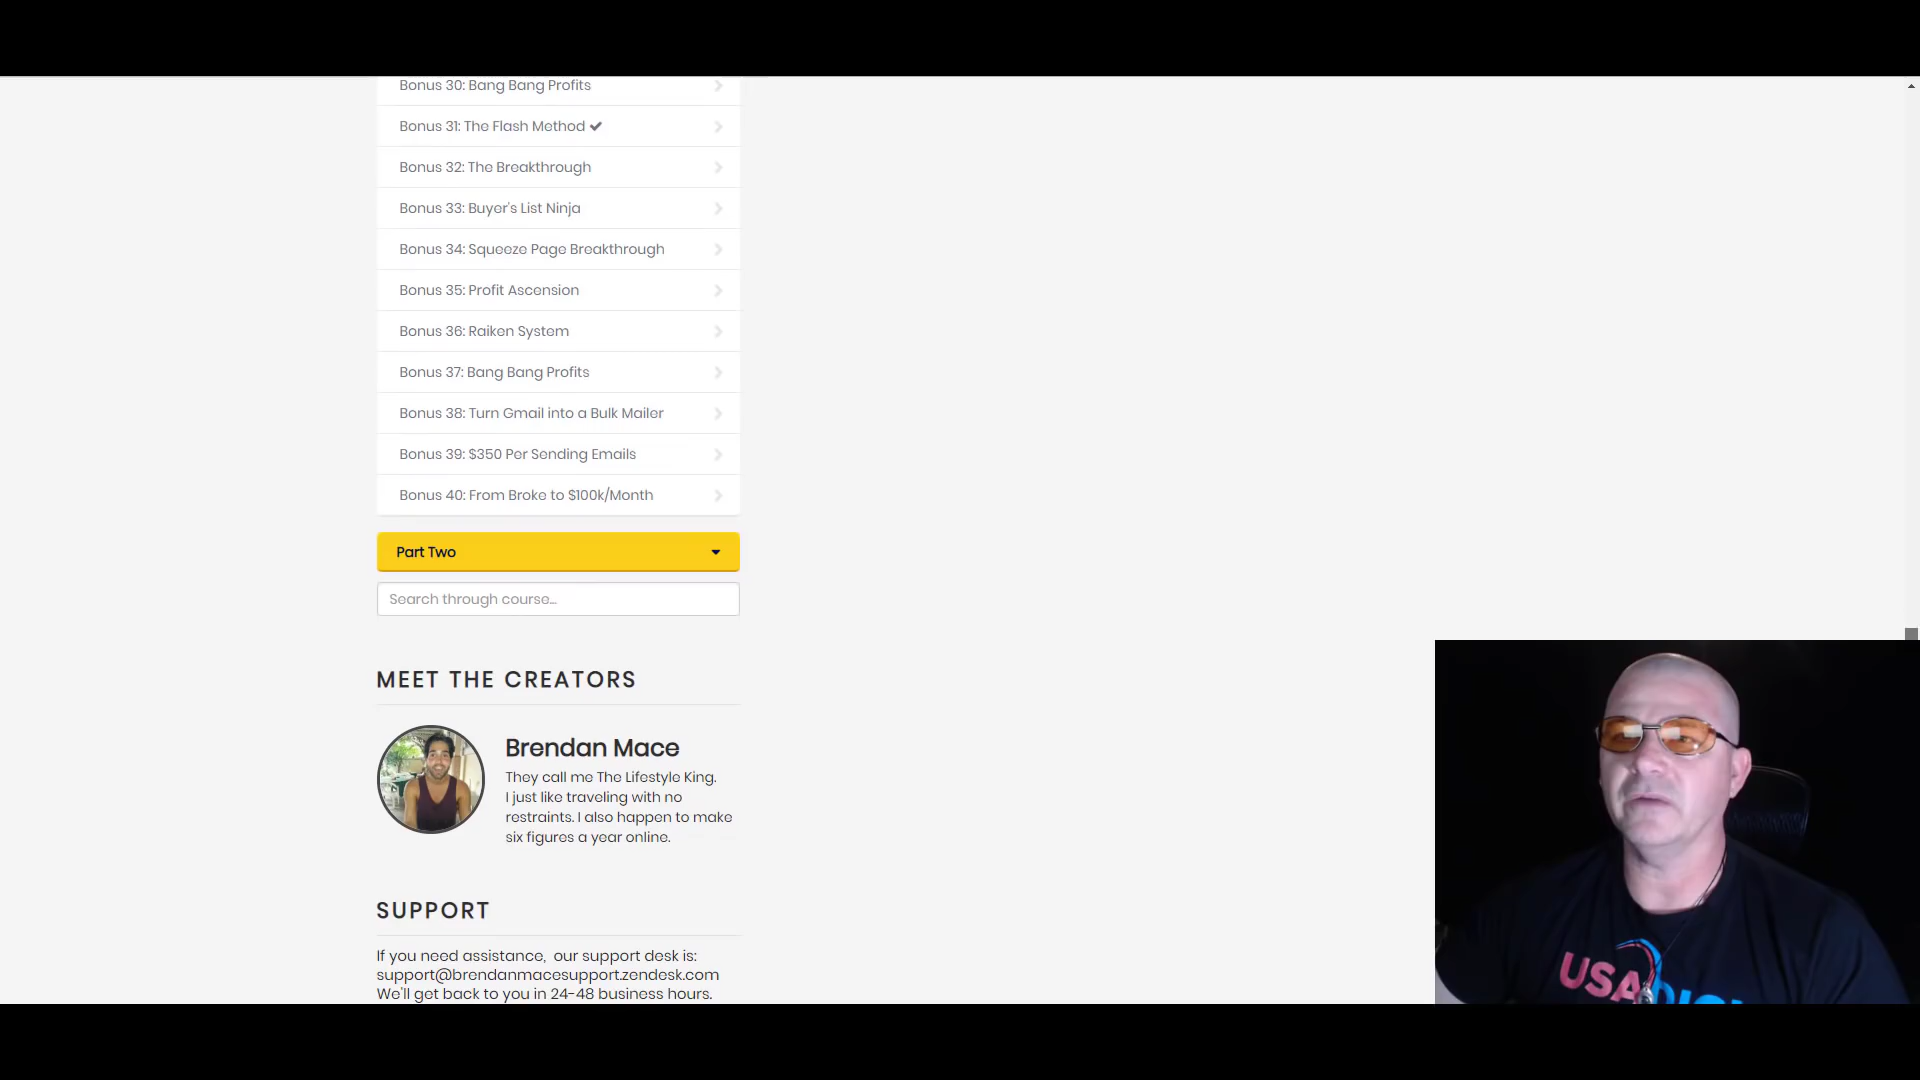 Bonus 30: Bang Bang Profits
Bonus 31: The Flash Method
Bonus 32: The Breakthrough
Bonus 33: Buyer's List Ninja
Bonus 34: Squeeze Page Breakthrough
Bonus 35: Profit Ascension
Bonus 36: Raiken System
Bonus 37: Bang Bang Profits
Bonus 38: Turn Gmail into a Bulk Mailer
Bonus 39: $350 Per Sending Emails
Bonus 40: From Broke to $100k/Month
Part Two
Search through course...
MEET THE CREATORS
Brendan Mace
They call me The Lifestyle King.
I just like traveling with no
restraints. I also happen to make
six figures a year online.
SUPPORT
If you need assistance, our support desk is:
support@brendanmacesupport.zendesk.com
We'll get back to you in 24-48 business hours.
USA